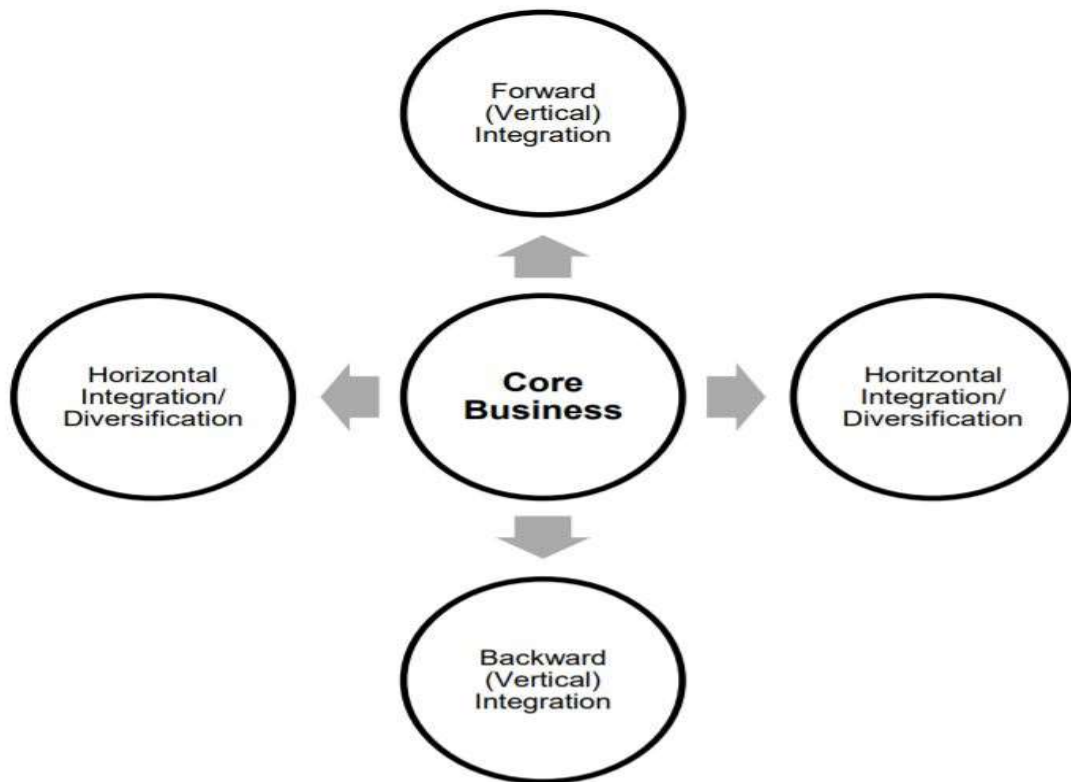 Forward
(Vertical)
Integration
Horizontal
Integration/
Diversification
Core
Business
Horitzontal
Integration/
Diversification
Backward
(Vertical)
Integration